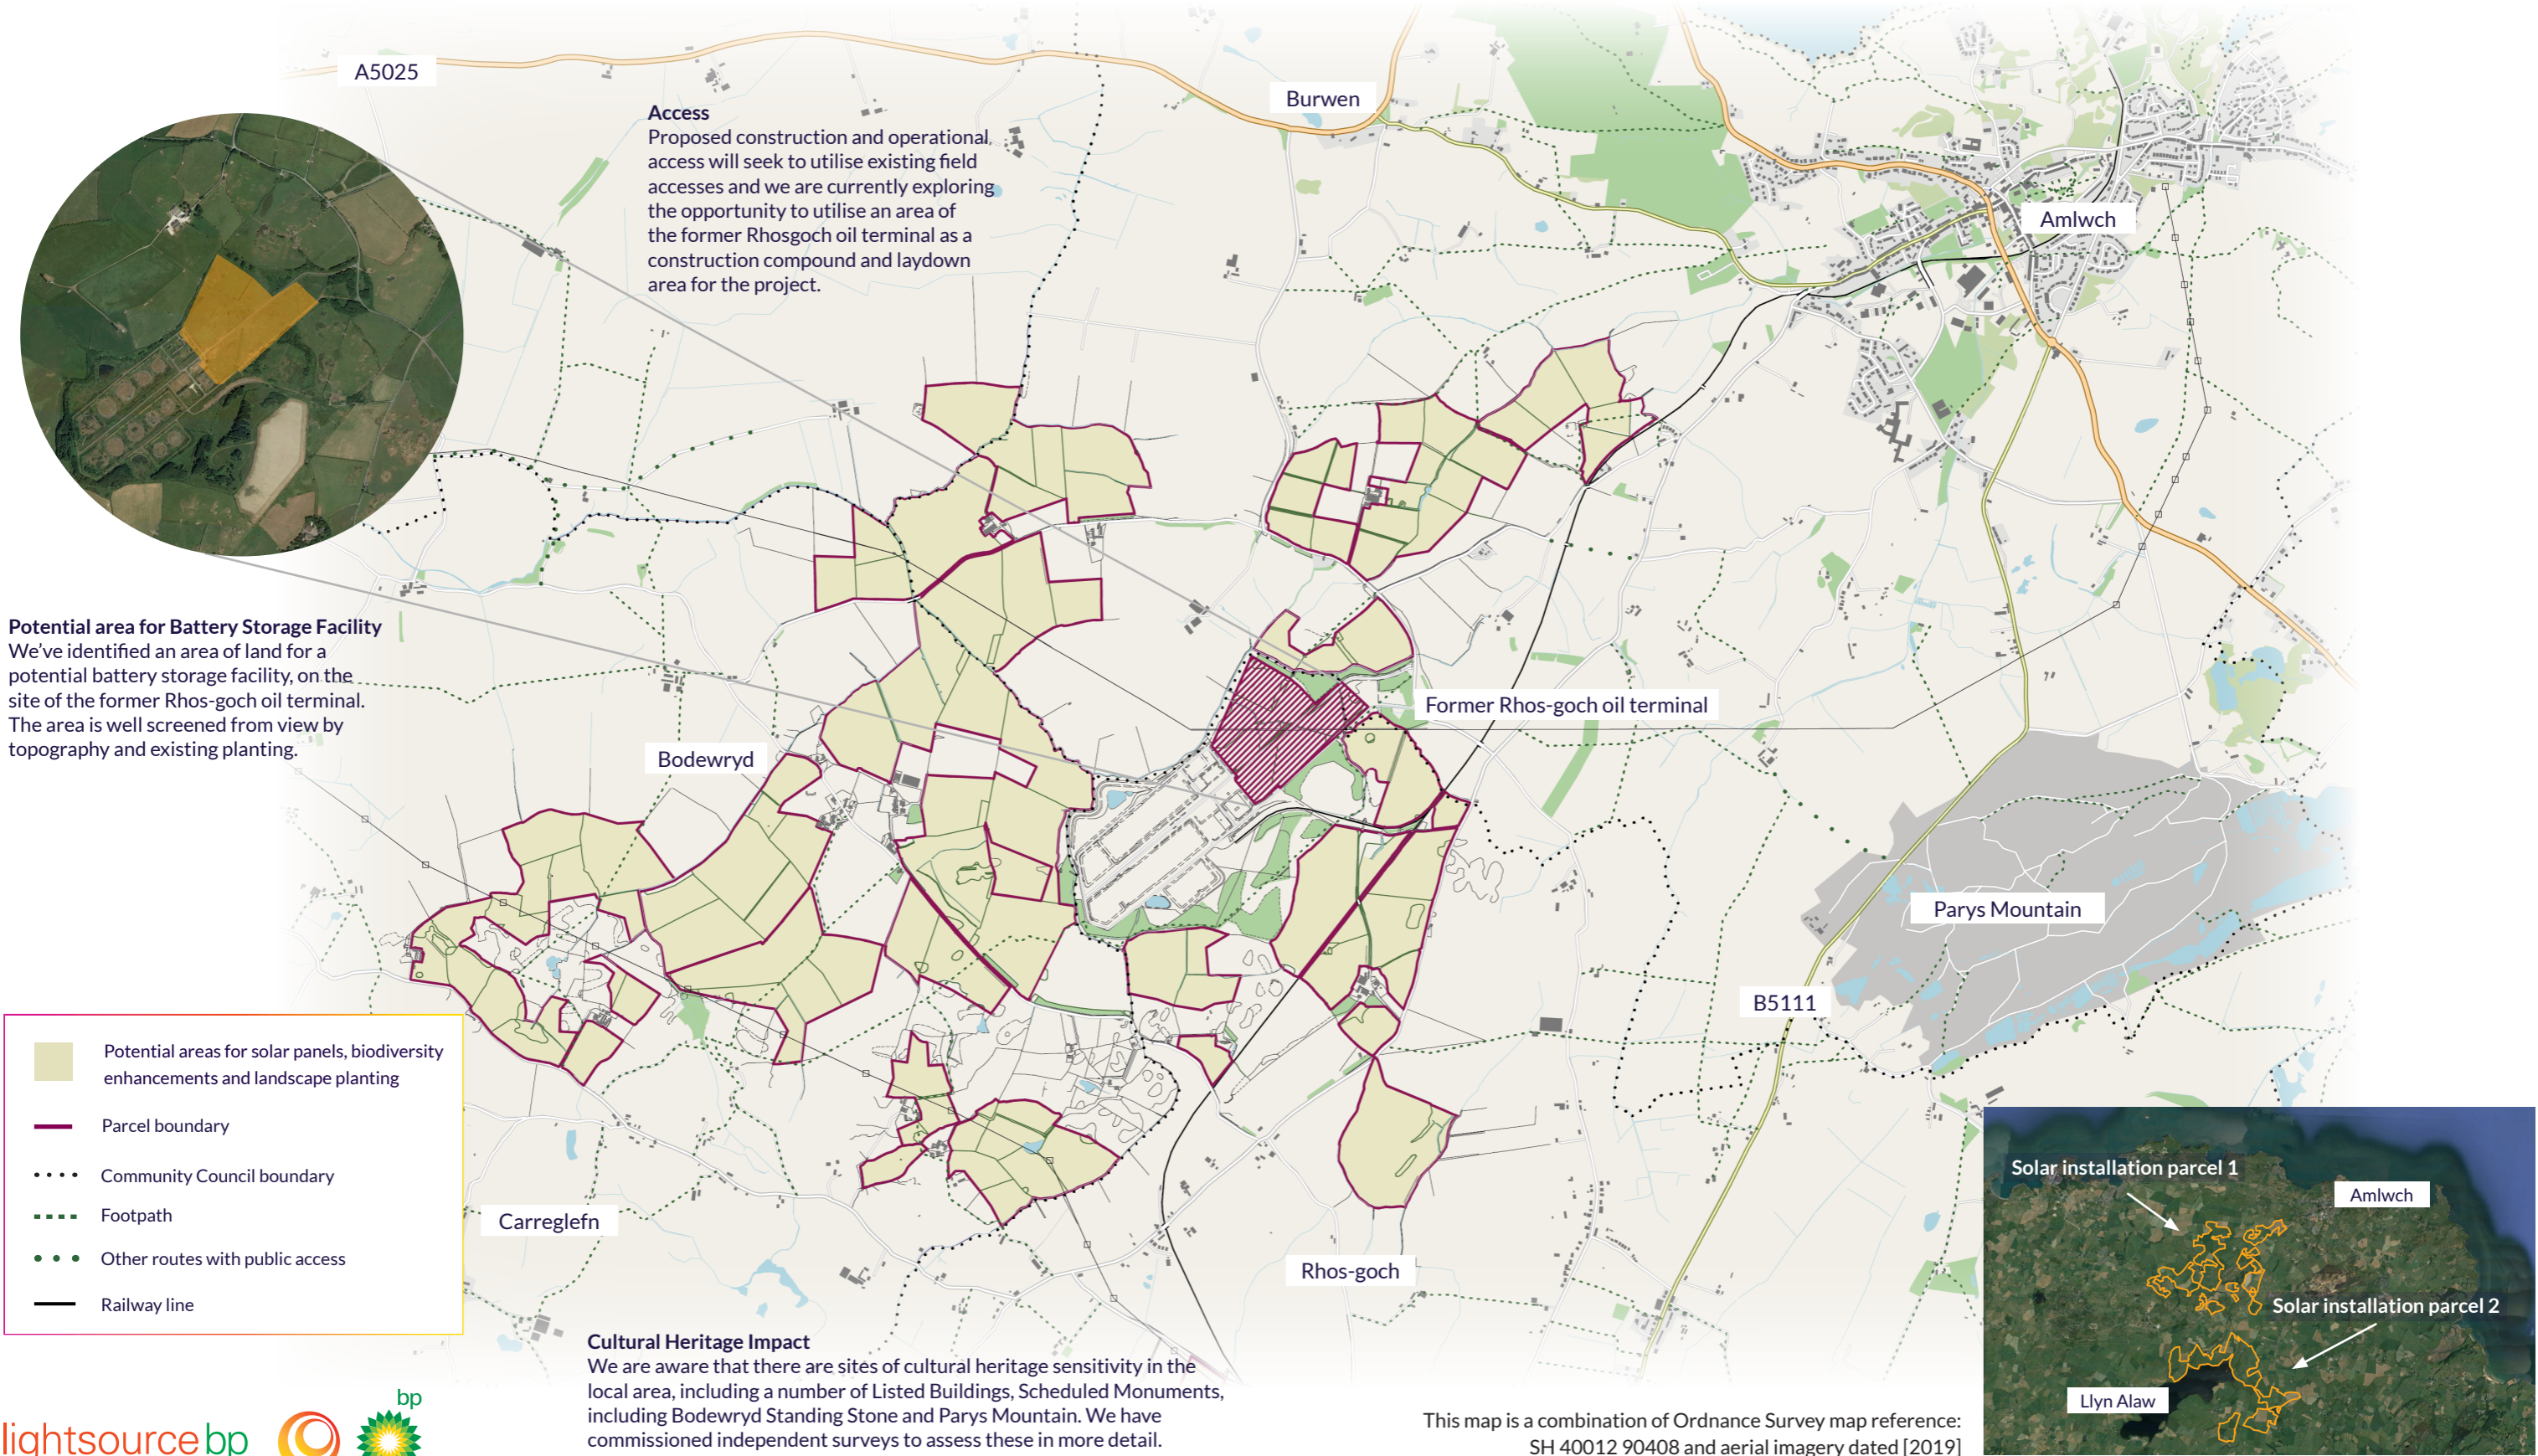 A5025
Burwen
Amlwch
Access
Proposed construction and operational
access will seek to utilise existing field
accesses and we are currently exploring
the opportunity to utilise an area of
the former Rhosgoch oil terminal as a
construction compound and laydown
area for the project.
Potential area for Battery Storage Facility
We’ve identified an area of land for a
potential battery storage facility, on the
site of the former Rhos-goch oil terminal.
The area is well screened from view by
topography and existing planting.
Former Rhos-goch oil terminal
Bodewryd
Parys Mountain
B5111
Carreglefn
Rhos-goch
Potential areas for solar panels, biodiversity
enhancements and landscape planting
Parcel boundary
Community Council boundary
Footpath
Other routes with public access
Railway line
Cultural Heritage Impact
We are aware that there are sites of cultural heritage sensitivity in the
local area, including a number of Listed Buildings, Scheduled Monuments,
including Bodewryd Standing Stone and Parys Mountain. We have
commissioned independent surveys to assess these in more detail.
Solar installation parcel 1
Amlwch
Solar installation parcel 2
Llyn Alaw
This map is a combination of Ordnance Survey map reference:
SH 40012 90408 and aerial imagery dated [2019]
lightsource bp
bp